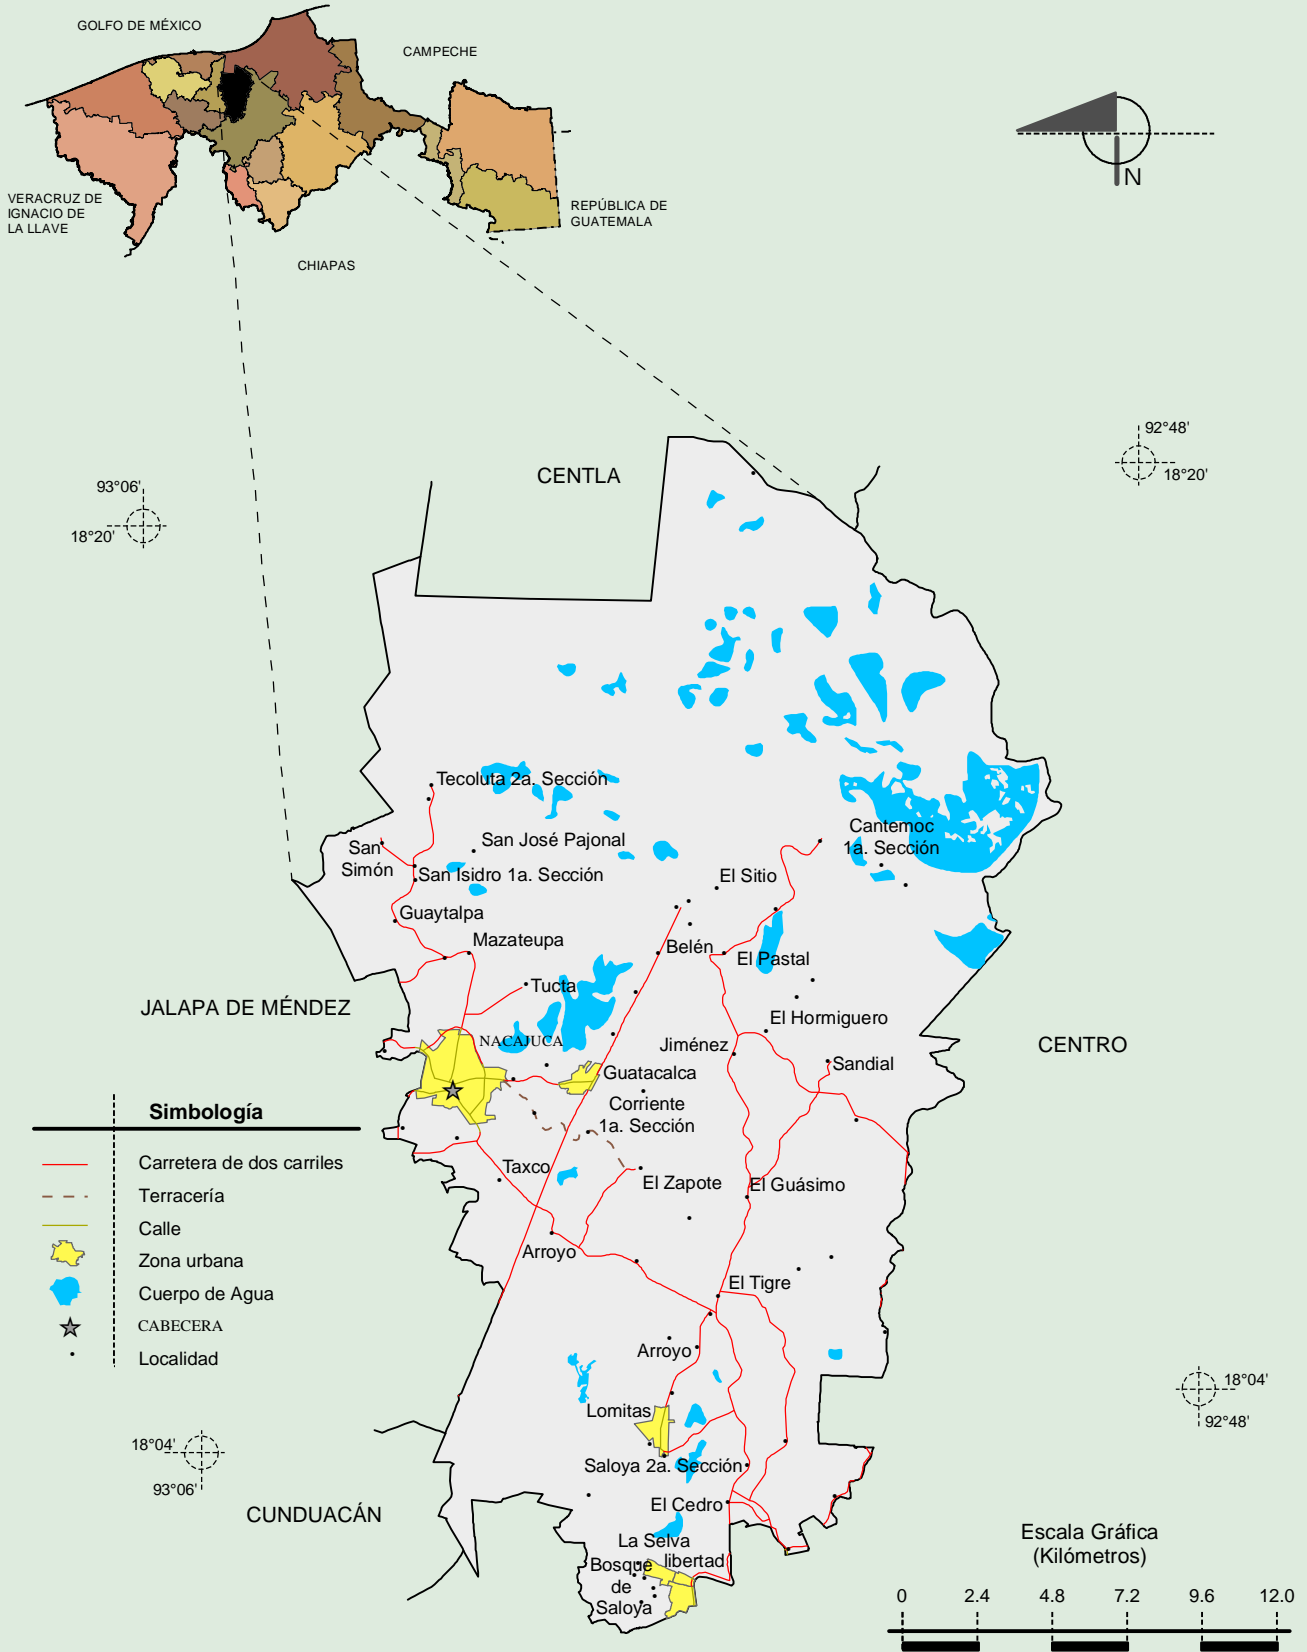 GOLFO DE MÉXICO
CAMPECHE
VERACRUZ DE
IGNACIO DE
LA LLAVE
REPÚBLICA DE
GUATEMALA
CHIAPAS
N
92°48'
18°20'
93°06'
18°20'
CENTLA
Tecoluta 2a. Sección
San José Pajonal
San
Simón
San Isidro 1a. Sección
Cantemoc
1a. Sección
El Sitio
Guaytalpa
Mazateupa
Belén
El Pastal
Tucta
JALAPA DE MÉNDEZ
El Hormiguero
NACAJUCA
Jiménez
CENTRO
Sandial
Guatacalca
Corriente
1a. Sección
Taxco
El Zapote
El Guásimo
Arroyo
El Tigre
Arroyo
Lomitas
Saloya 2a. Sección
El Cedro
La Selva
libertad
Bosque
de
Saloya
Simbología
Carretera de dos carriles
Terracería
Calle
Zona urbana
Cuerpo de Agua
CABECERA
Localidad
18°04'
92°48'
18°04'
93°06'
CUNDUACÁN
Escala Gráfica
(Kilómetros)
0 2.4 4.8 7.2 9.6 12.0